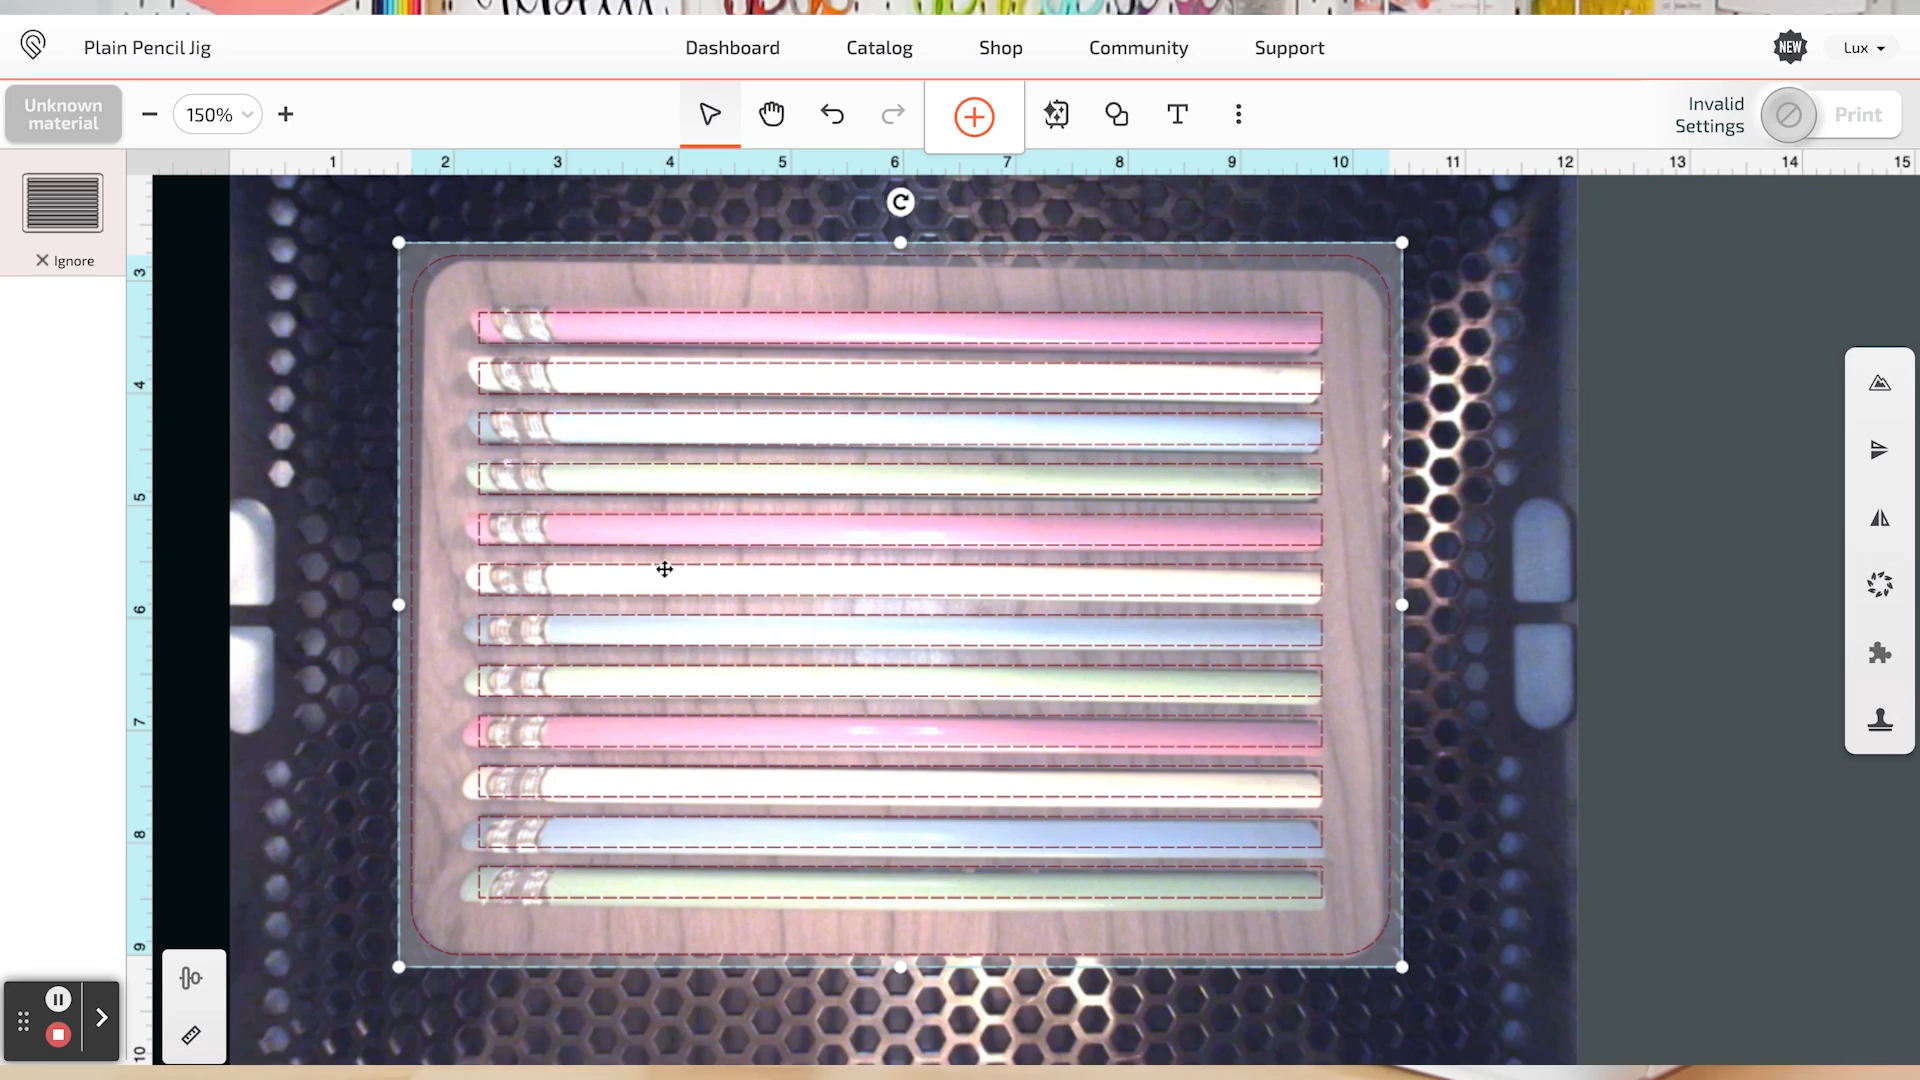 Plain Pencil Jig
Dashboard
Catalog
Shop
Community
Support
NEW
Lux
Unknown
material
150%
Invalid
Settings
Print
1 2 3 4 5 6 7 8 9 10 11 12 13 14 15
Ignore
3
4
5
6
7
8
9
10